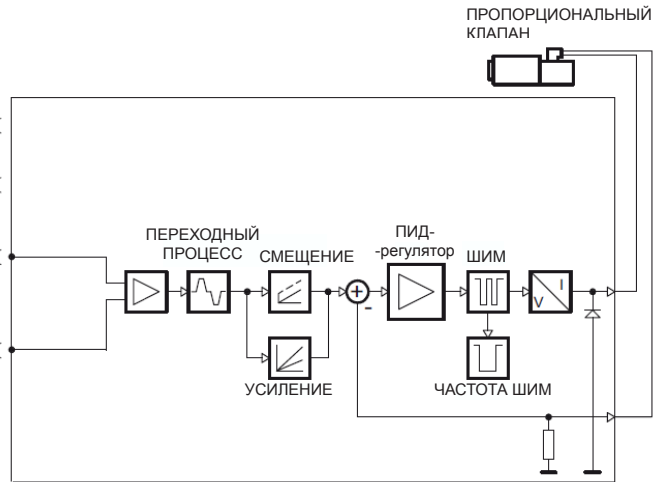 ПРОПОРЦИОНАЛЬНЫЙ
КЛАПАН
ПЕРЕХОДНЫЙ
ПРОЦЕСС
СМЕЩЕНИЕ
ПИД-
-регулятор
ШИМ
I
V
+
-
УСИЛЕНИЕ
ЧАСТОТА ШИМ